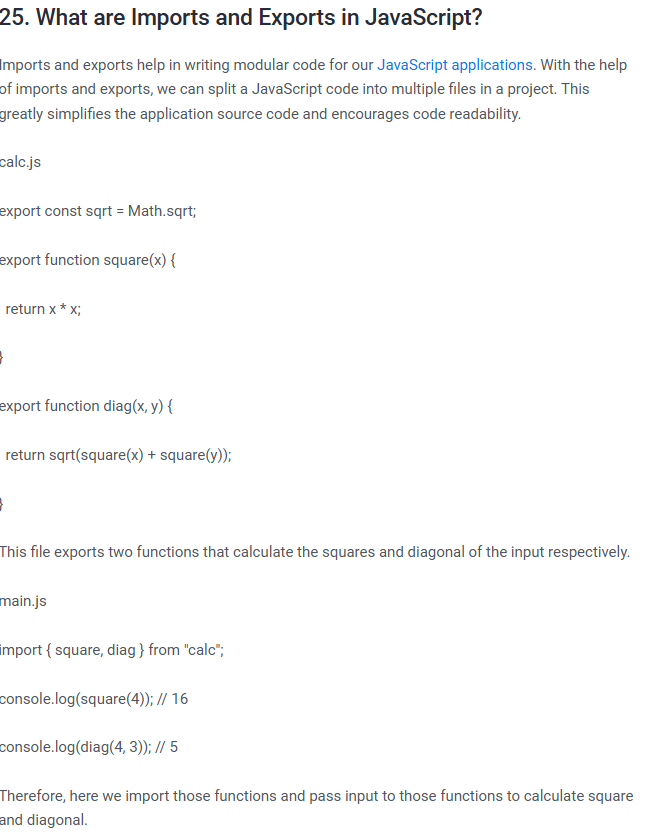 25. What are Imports and Exports in JavaScript?
Imports and exports help in writing modular code for our JavaScript applications. With the help
of imports and exports, we can split a JavaScript code into multiple files in a project. This
greatly simplifies the application source code and encourages code readability.
calc.js
export const sqrt = Math.sqrt;
export function square(x) {
return x * x;
}
export function diag(x, y) {
return sqrt(square(x) + square(y));
}
This file exports two functions that calculate the squares and diagonal of the input respectively.
main.js
import { square, diag } from "calc";
console.log(square(4)); // 16
console.log(diag(4, 3)); // 5
Therefore, here we import those functions and pass input to those functions to calculate square
and diagonal.